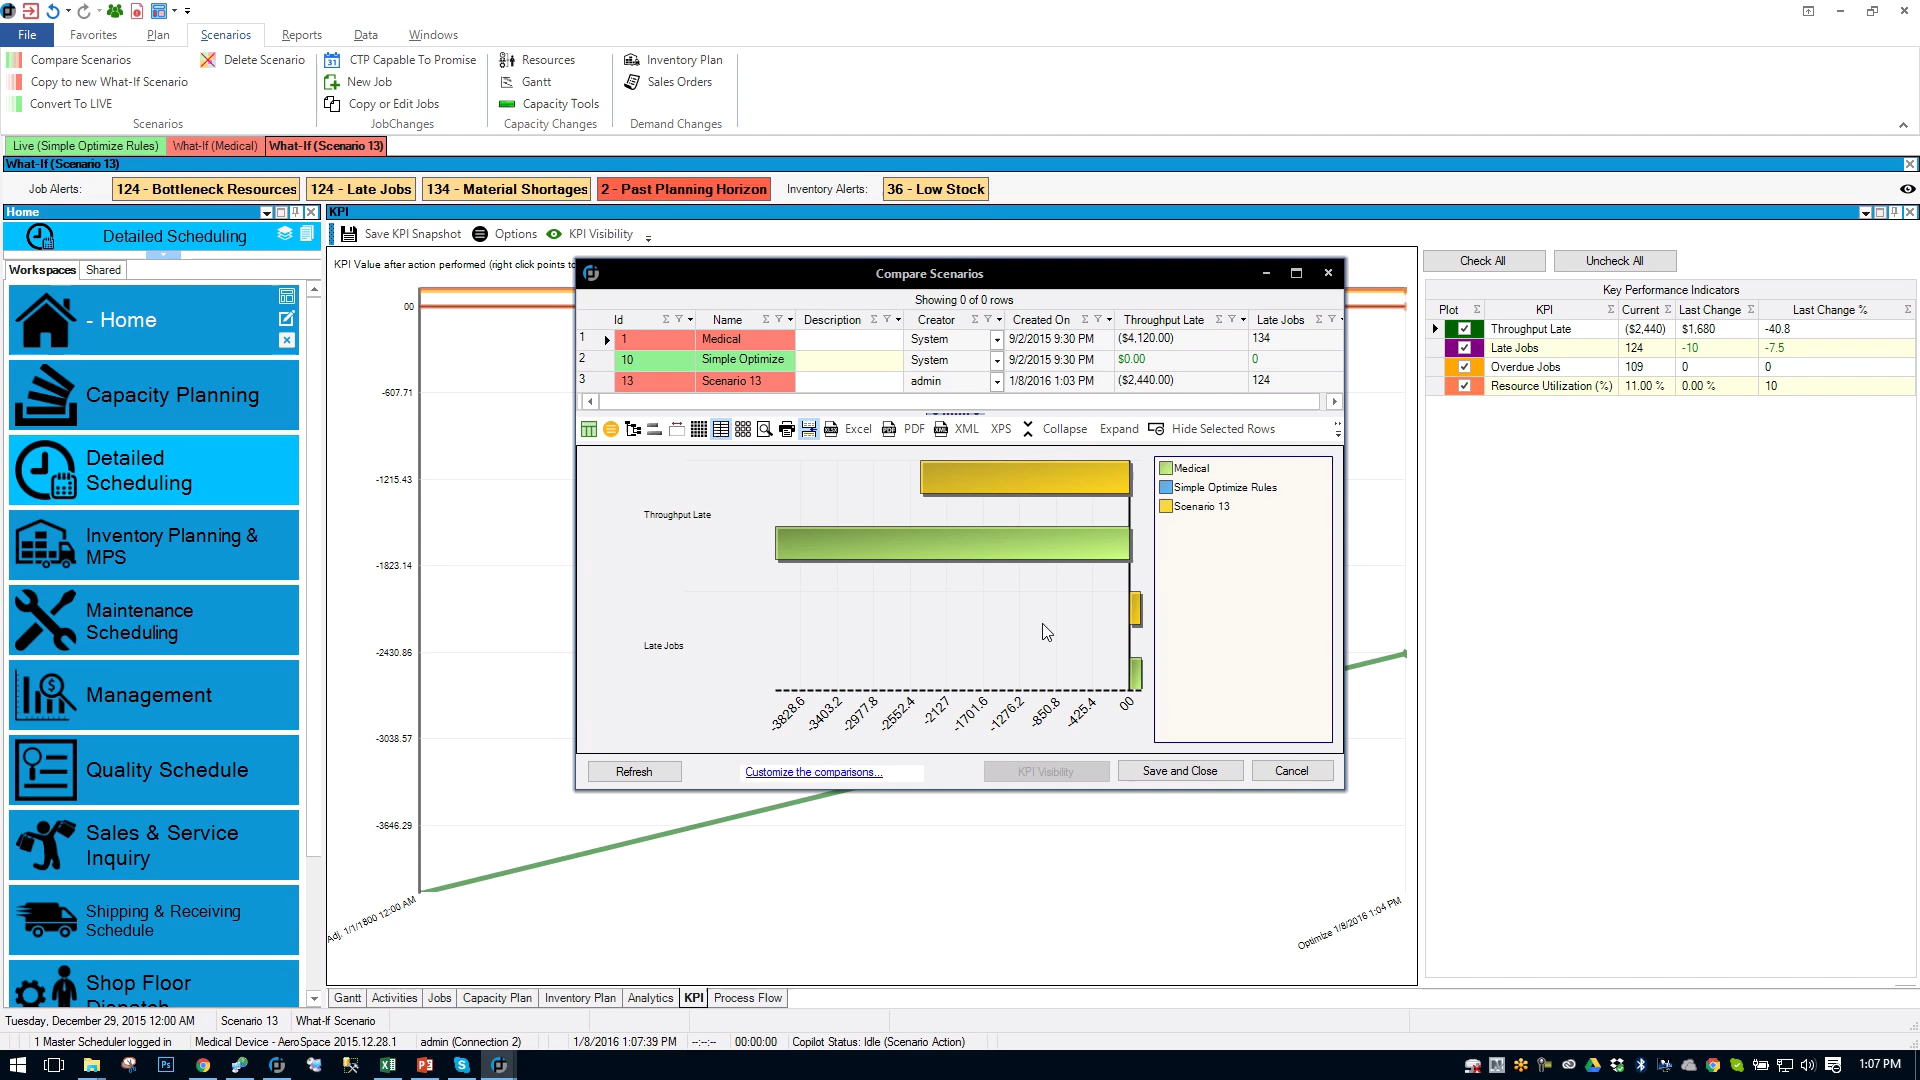 File Favorites Plan Scenarios Reports Data Windows
Compare Scenarios Delete Scenario CTP Capable To Promise Resources Inventory Plan
Copy to new What-If Scenario New Job Gantt Sales Orders
Convert To LIVE Copy or Edit Jobs Capacity Tools
Scenarios JobChanges Capacity Changes Demand Changes
Live (Simple Optimize Rules) What-If (Medical) What-If (Scenario 13)
What-If (Scenario 13)
Job Alerts: 124 - Bottleneck Resources 124 - Late Jobs 134 - Material Shortages 2 - Past Planning Horizon Inventory Alerts: 36 - Low Stock
Home
KPI
Detailed Scheduling
Workspaces Shared
- Home
Capacity Planning
Detailed
Scheduling
Inventory Planning &
MPS
Maintenance
Scheduling
Management
Quality Schedule
Sales & Service
Inquiry
Shipping & Receiving
Schedule
Shop Floor
Dispatch
Save KPI Snapshot Options KPI Visibility
KPI Value after action performed (right click points to
00
-607.71
-1215.43
-1823.14
-2430.86
-3038.57
-3646.29
Adj. 1/1/1800 12:00 AM
Optimize 1/8/2016 1:04 PM
Compare Scenarios
Showing 0 of 0 rows
Id Name Description Creator Created On Throughput Late Late Jobs
1 1 Medical System 9/2/2015 9:30 PM ($4,120.00) 134
2 10 Simple Optimize System 9/2/2015 9:30 PM $0.00 0
3 13 Scenario 13 admin 1/8/2016 1:03 PM ($2,440.00) 124
Excel PDF XML XPS Collapse Expand Hide Selected Rows
Throughput Late
Late Jobs
-3828.6 -3403.2 -2977.8 -2552.4 -2127 -1701.6 -1276.2 -850.8 -425.4 00
Medical
Simple Optimize Rules
Scenario 13
Refresh Customize the comparisons... KPI Visibility Save and Close Cancel
Check All Uncheck All
Key Performance Indicators
Plot KPI Current Last Change Last Change %
Throughput Late ($2,440) $1,680 -40.8
Late Jobs 124 -10 -7.5
Overdue Jobs 109 0 0
Resource Utilization (%) 11.00 % 0.00 % 10
Gantt Activities Jobs Capacity Plan Inventory Plan Analytics KPI Process Flow
Tuesday, December 29, 2015 12:00 AM Scenario 13 What-If Scenario
1 Master Scheduler logged in Medical Device - AeroSpace 2015.12.28.1 admin (Connection 2) 1/8/2016 1:07:39 PM --:--:-- 00:00:00 Copilot Status: Idle (Scenario Action)
1:07 PM